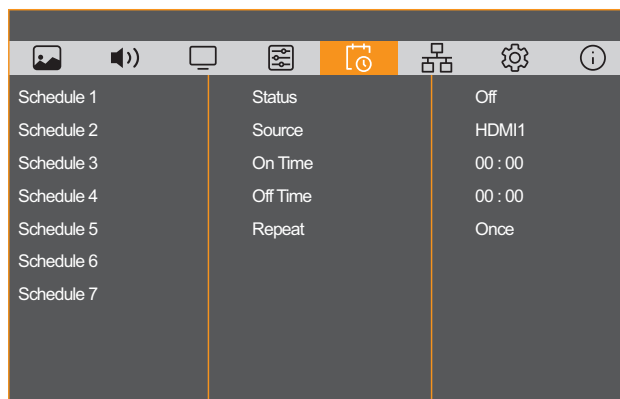 Schedule 1 Status Off
Schedule 2 Source HDMI1
Schedule 3 On Time 00 : 00
Schedule 4 Off Time 00 : 00
Schedule 5 Repeat Once
Schedule 6
Schedule 7